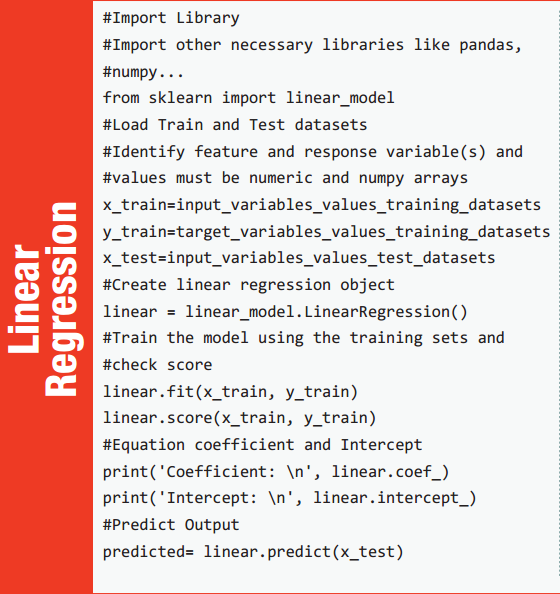 Linear
Regression
#Import Library
#Import other necessary libraries like pandas,
#numpy...
from sklearn import linear_model
#Load Train and Test datasets
#Identify feature and response variable(s) and
#values must be numeric and numpy arrays
x_train=input_variables_values_training_datasets
y_train=target_variables_values_training_datasets
x_test=input_variables_values_test_datasets
#Create linear regression object
linear = linear_model.LinearRegression()
#Train the model using the training sets and
#check score
linear.fit(x_train, y_train)
linear.score(x_train, y_train)
#Equation coefficient and Intercept
print('Coefficient: \n', linear.coef_)
print('Intercept: \n', linear.intercept_)
#Predict Output
predicted= linear.predict(x_test)